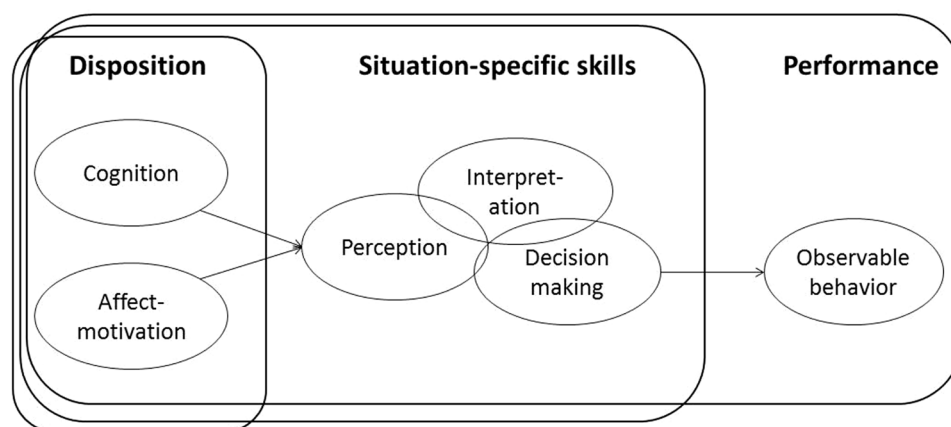 Disposition
Situation-specific skills
Performance
Cognition
Affect-
motivation
Perception
Interpret-
ation
Decision
making
Observable
behavior